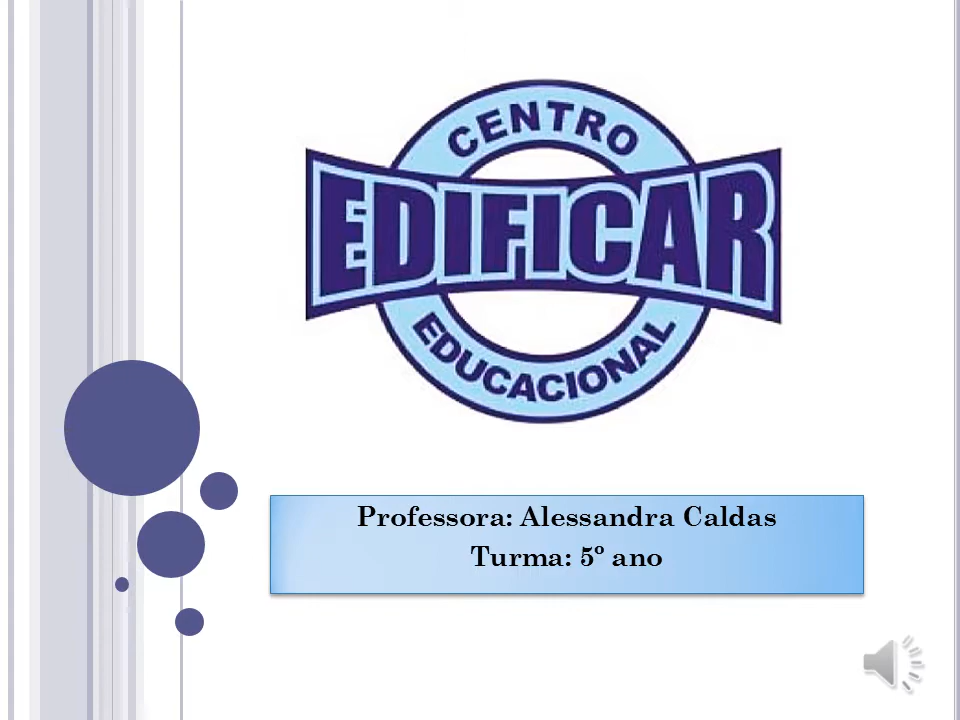 CENTRO
EDIFICAR
EDUCACIONAL
Professora: Alessandra Caldas
Turma: 5º ano